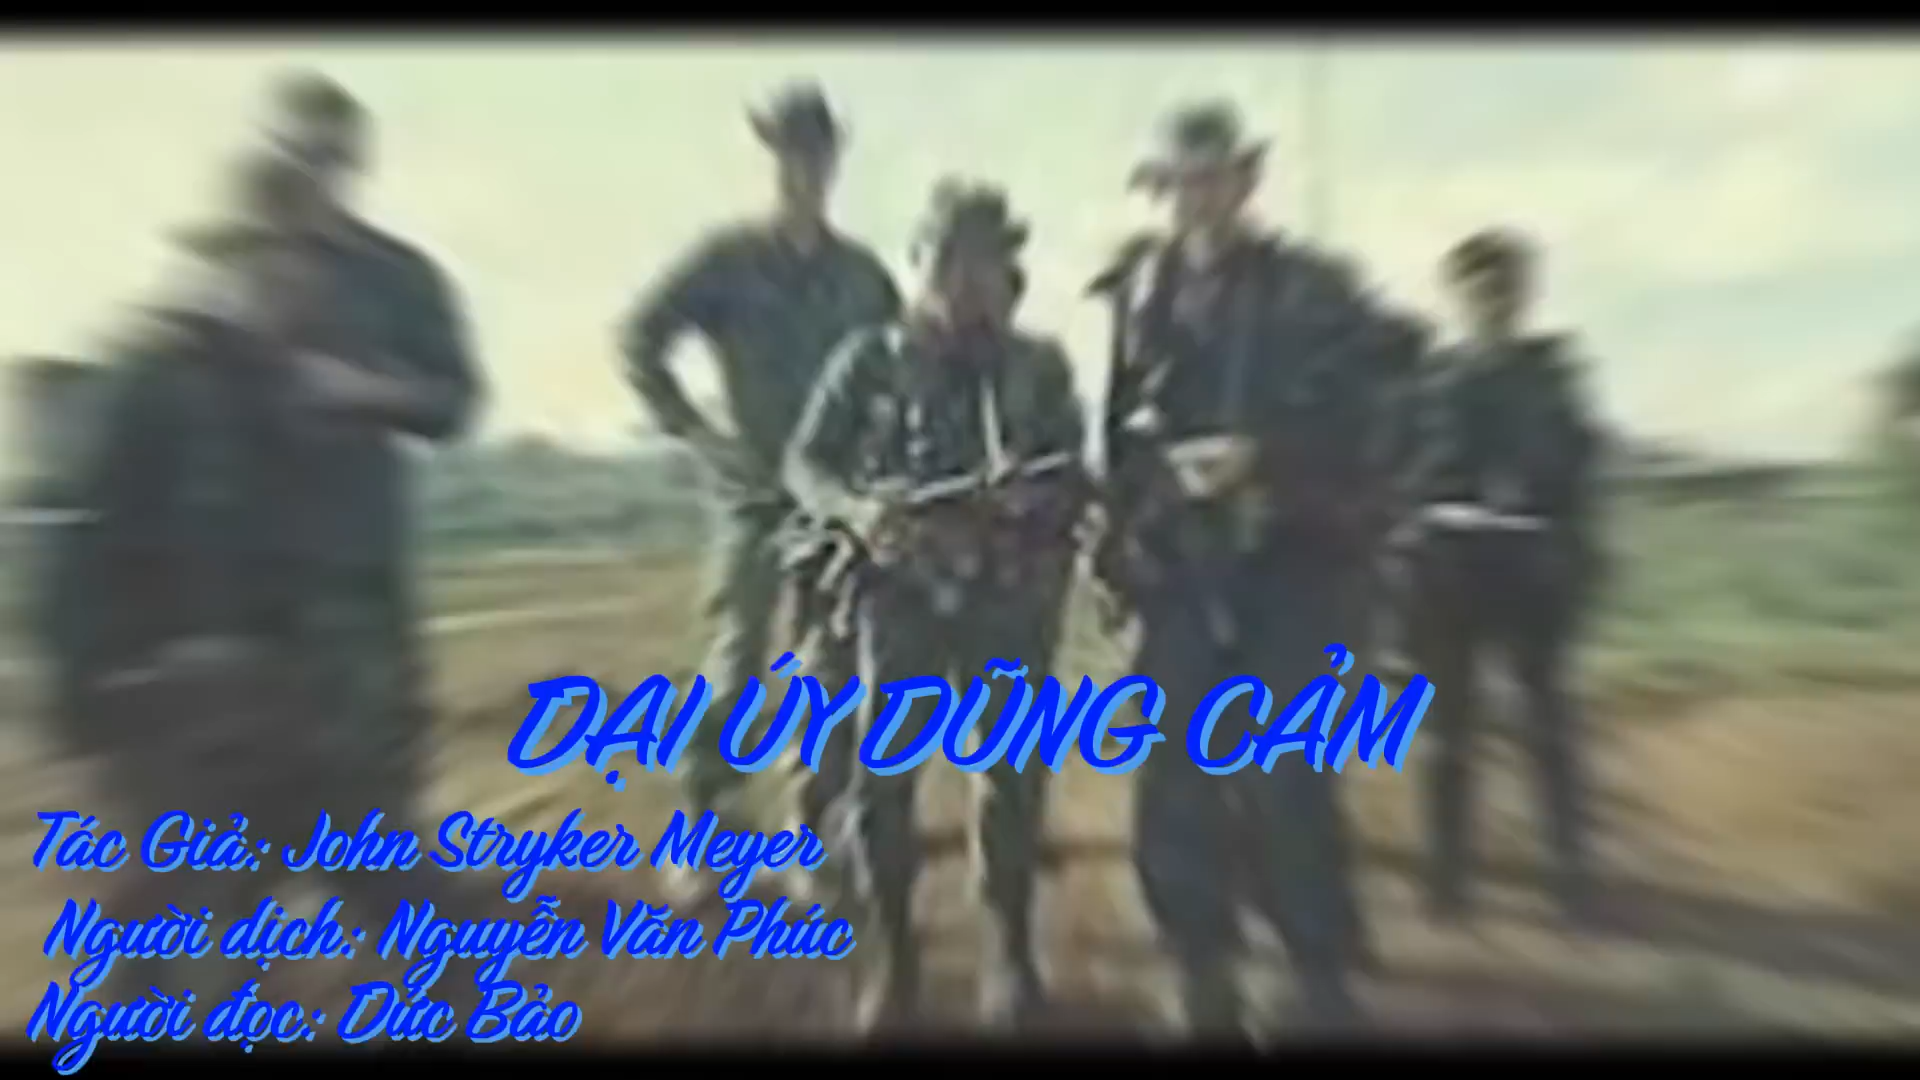 ĐẠI ÚY DŨNG CẢM
Tác Giả: John Stryker Meyer
Người dịch: Nguyễn Văn Phúc
Người đọc: Đức Bảo